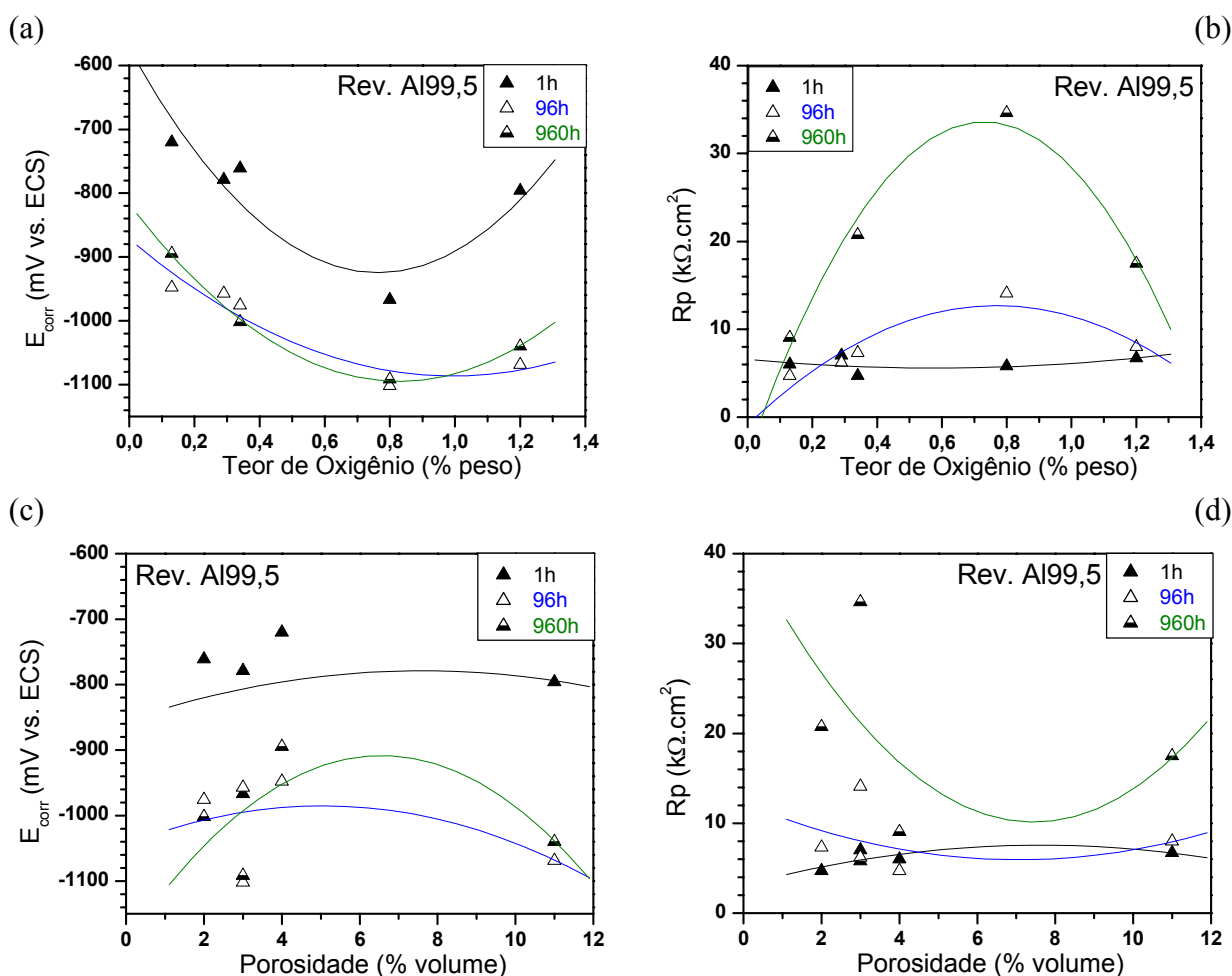 (a)
-600
-700
-800
-900
-1000
-1100
E_corr (mV vs. ECS)
Rev. Al99,5
1h
96h
960h
0,0 0,2 0,4 0,6 0,8 1,0 1,2 1,4
Teor de Oxigênio (% peso)
(b)
40
30
20
10
0
Rp (kΩ.cm²)
1h
96h
960h
Rev. Al99,5
0,0 0,2 0,4 0,6 0,8 1,0 1,2 1,4
Teor de Oxigênio (% peso)
(c)
-600
-700
-800
-900
-1000
-1100
E_corr (mV vs. ECS)
Rev. Al99,5
1h
96h
960h
0 2 4 6 8 10 12
Porosidade (% volume)
(d)
40
30
20
10
0
Rp (kΩ.cm²)
Rev. Al99,5
1h
96h
960h
0 2 4 6 8 10 12
Porosidade (% volume)